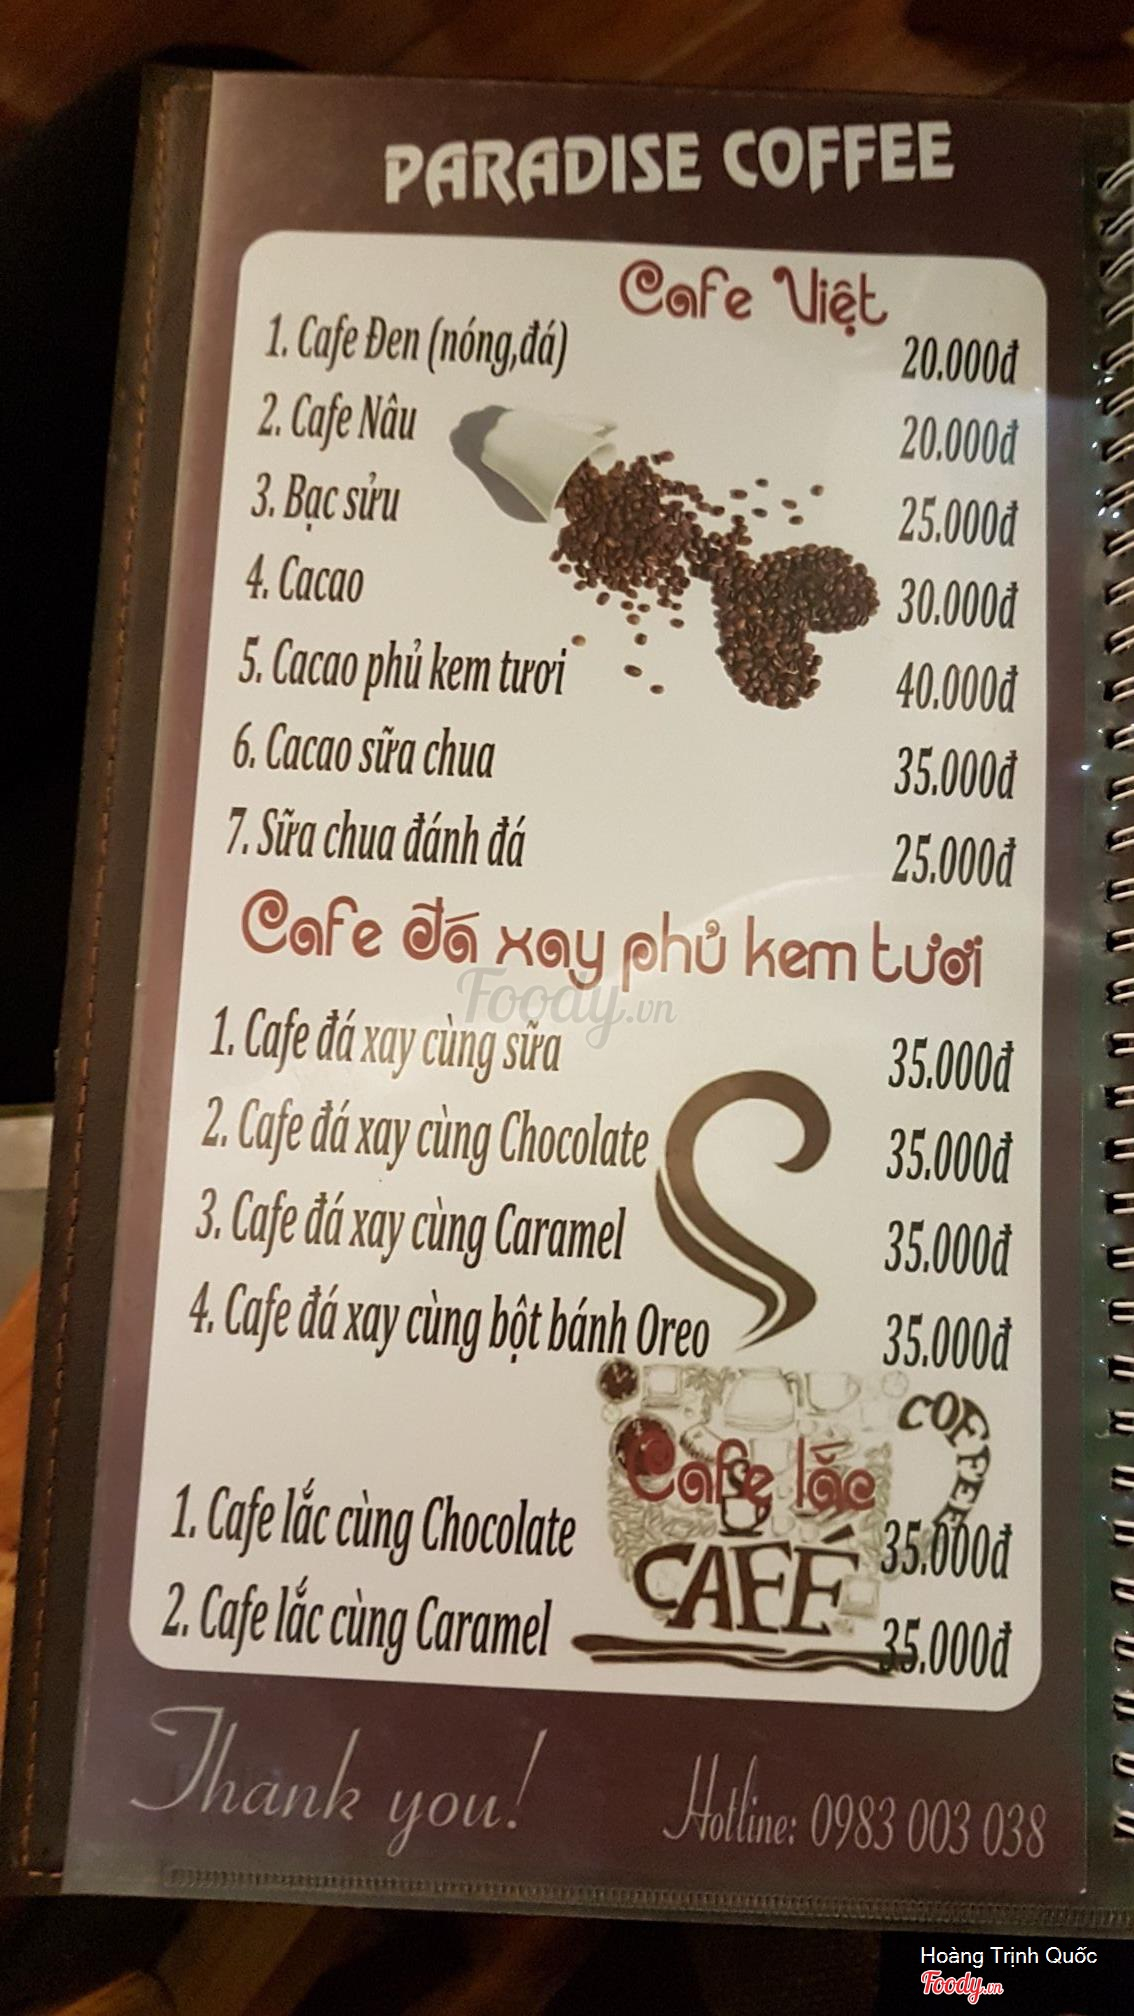 PARADISE COFFEE
Cafe Việt
1. Cafe Đen (nóng,đá) 20.000đ
2. Cafe Nâu 20.000đ
3. Bạc sửu 25.000đ
4. Cacao 30.000đ
5. Cacao phủ kem tươi 40.000đ
6. Cacao sữa chua 35.000đ
7. Sữa chua đánh đá 25.000đ
Cafe đá xay phủ kem tươi
Foody.vn
1. Cafe đá xay cùng sữa 35.000đ
2. Cafe đá xay cùng Chocolate 35.000đ
3. Cafe đá xay cùng Caramel 35.000đ
4. Cafe đá xay cùng bột bánh Oreo 35.000đ
COFFEE
Cafe lắc
1. Cafe lắc cùng Chocolate 35.000đ
CAFÉ
2. Cafe lắc cùng Caramel 35.000đ
Thank you! Hotline: 0983 003 038
Hoàng Trịnh Quốc
Foody.vn